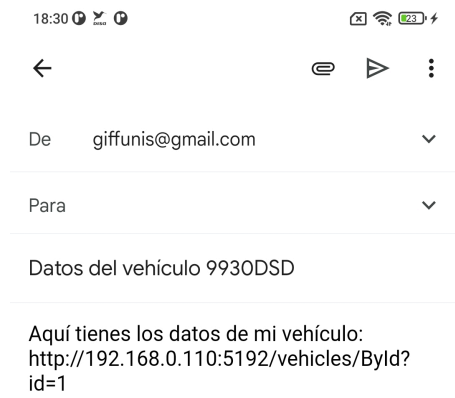 18:30
23
De giffunis@gmail.com
Para
Datos del vehículo 9930DSD
Aquí tienes los datos de mi vehículo:
http://192.168.0.110:5192/vehicles/ById?
id=1